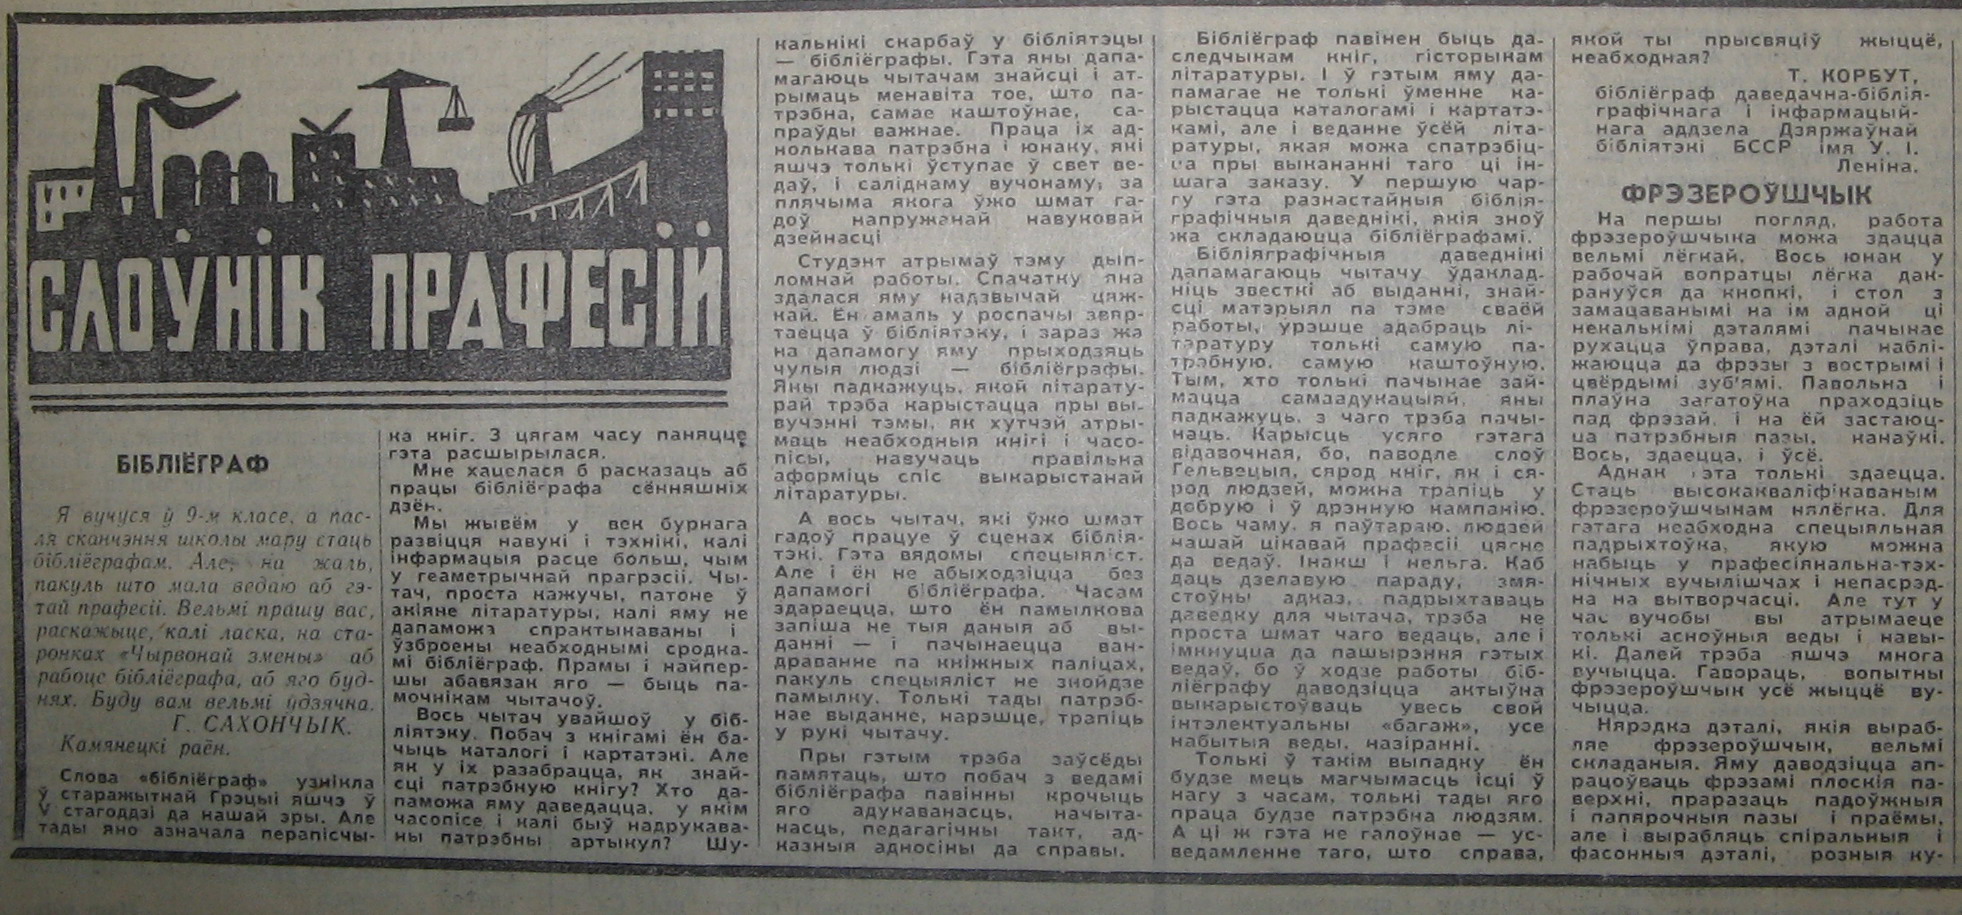 СЛОЎНІК ПРАФЕСІЙ
БІБЛІЁГРАФ
Я вучуся ў 9-м класе, а пас-
ля сканчэння школы мару стаць
бібліёграфам. Але, на жаль,
пакуль што мала ведаю аб гэ-
тай прафесіі. Вельмі прашу вас,
раскажыце, калі ласка, на ста-
ронках «Чырвонай змены» аб
рабоце бібліёграфа, аб яго буд-
нях. Буду вам вельмі ўдзячна.
Г. САХОНЧЫК.
Камянецкі раён.
Слова «бібліёграф» узнікла
ў старажытнай Грэцыі яшчэ ў
V стагоддзі да нашай эры. Але
тады яно азначала перапісчы-
ка кніг. З цягам часу паняцце
гэта расшырылася.
Мне хацелася б расказаць аб
працы бібліёграфа сённяшніх
дзён.
Мы жывём у век бурнага
развіцця навукі і тэхнікі, калі
інфармацыя расце больш, чым
у геаметрычнай прагрэсіі. Чы-
тач, проста кажучы, патоне ў
акіяне літаратуры, калі яму не
дапаможа спрактыкаваны і
ўзброены неабходнымі сродка-
мі бібліёграф. Прамы і найпер-
шы абавязак яго — быць па-
мочнікам чытачоў.
Вось чытач увайшоў у біб-
ліятэку. Побач з кнігамі ён ба-
чыць каталогі і картатэкі. Але
як у іх разабрацца, як знай-
сці патрэбную кнігу? Хто да-
паможа яму даведацца, у якім
часопісе і калі быў надрукава-
ны патрэбны артыкул? Шу-
кальнікі скарбаў у бібліятэцы
— бібліёграфы. Гэта яны дапа-
магаюць чытачам знайсці і ат-
рымаць менавіта тое, што па-
трэбна, самае каштоўнае, са-
праўды важнае. Праца іх ад-
нолькава патрэбна і юнаку, які
яшчэ толькі ўступае ў свет ве-
даў, і саліднаму вучонаму, за
плячыма якога ўжо шмат га-
доў напружанай навуковай
дзейнасці
Студэнт атрымаў тэму дып-
ломнай работы. Спачатку яна
здалася яму надзвычай цяж-
кай. Ён амаль у роспачы звяр-
таецца ў бібліятэку, і зараз жа
на дапамогу яму прыходзяць
чулыя людзі — бібліёграфы.
Яны падкажуць, якой літарату-
рай трэба карыстацца пры вы-
вучэнні тэмы, як хутчэй атры-
маць неабходныя кнігі і часо-
пісы, навучаць правільна
аформіць спіс выкарыстанай
літаратуры.
А вось чытач, які ўжо шмат
гадоў працуе ў сценах біблія-
тэкі. Гэта вядомы спецыяліст.
Але і ён не абыходзіцца без
дапамогі бібліёграфа. Часам
здараецца, што ён памылкова
запіша не тыя даныя аб вы-
данні — і пачынаецца ван-
драванне па кніжных паліцах,
пакуль спецыяліст не знойдзе
памылку. Толькі тады патрэб-
нае выданне, нарэшце, трапіць
у рукі чытачу.
Пры гэтым трэба заўсёды
памятаць, што побач з ведамі
бібліёграфа павінны крочыць
яго адукаванасць, начыта-
насць, педагагічны такт, ад-
казныя адносіны да справы.
Бібліёграф павінен быць да-
следчыкам кніг, гісторыкам
літаратуры. І ў гэтым яму да-
памагае не толькі ўменне ка-
рыстацца каталогамі і картатэ-
камі, але і веданне ўсёй літа-
ратуры, якая можа спатрэбіц-
ца пры выкананні таго ці ін-
шага заказу. У першую чар-
гу гэта разнастайныя біблія-
графічныя даведнікі, якія зноў
жа складаюцца бібліёграфамі.
Бібліяграфічныя даведнікі
дапамагаюць чытачу ўдаклад-
ніць звесткі аб выданні, знай-
сці матэрыял па тэме сваёй
работы, урэшце адабраць лі-
таратуру толькі самую па-
трэбную, самую каштоўную.
Тым, хто толькі пачынае зай-
мацца самаадукацыяй, яны
падкажуць, з чаго трэба пачы-
наць. Карысць усяго гэтага
відавочная, бо, паводле слоў
Гельвецыя, сярод кніг, як і ся-
род людзей, можна трапіць у
добрую і ў дрэнную кампанію.
Вось чаму, я паўтараю, людзей
нашай цікавай прафесіі цягне
да ведаў. Інакш і нельга. Каб
даць дзелавую параду, змя-
стоўны адказ, падрыхтаваць
даведку для чытача, трэба не
проста шмат чаго ведаць, але і
імкнуцца да пашырэння гэтых
ведаў, бо ў ходзе работы біб-
ліёграфу даводзіцца актыўна
выкарыстоўваць увесь свой
інтэлектуальны «багаж», усе
набытыя веды, назіранні.
Толькі ў такім выпадку ён
будзе мець магчымасць ісці ў
нагу з часам, толькі тады яго
праца будзе патрэбна людзям.
А ці ж гэта не галоўнае — ус-
ведамленне таго, што справа,
якой ты прысвяціў жыццё,
неабходная?
Т. КОРБУТ,
бібліёграф даведачна-біблія-
графічнага і інфармацый-
нага аддзела Дзяржаўнай
бібліятэкі БССР імя У. І.
Леніна.
ФРЭЗЕРОЎШЧЫК
На першы погляд, работа
фрэзероўшчыка можа здацца
вельмі лёгкай. Вось юнак у
рабочай вопратцы лёгка дак-
рануўся да кнопкі, і стол з
замацаванымі на ім адной ці
некалькімі дэталямі пачынае
рухацца ўправа, дэталі наблі-
жаюцца да фрэзы з вострымі і
цвёрдымі зуб'ямі. Павольна і
плаўна загатоўка праходзіць
пад фрэзай, і на ёй застаюц-
ца патрэбныя пазы, канаўкі.
Вось, здаецца, і ўсё.
Аднак гэта толькі здаецца.
Стаць высокакваліфікаваным
фрэзероўшчыкам нялёгка. Для
гэтага неабходна спецыяльная
падрыхтоўка, якую можна
набыць у прафесіянальна-тэх-
нічных вучылішчах і непасрэд-
на на вытворчасці. Але тут у
час вучобы вы атрымаеце
толькі асноўныя веды і навы-
кі. Далей трэба яшчэ многа
вучыцца. Гавораць, вопытны
фрэзероўшчык усё жыццё ву-
чыцца.
Нярэдка дэталі, якія выраб-
ляе фрэзероўшчык, вельмі
складаныя. Яму даводзіцца ап-
рацоўваць фрэзамі плоскія па-
верхні, праразаць падоўжныя
і папярочныя пазы і праёмы,
але і вырабляць спіральныя і
фасонныя дэталі, розныя ку-